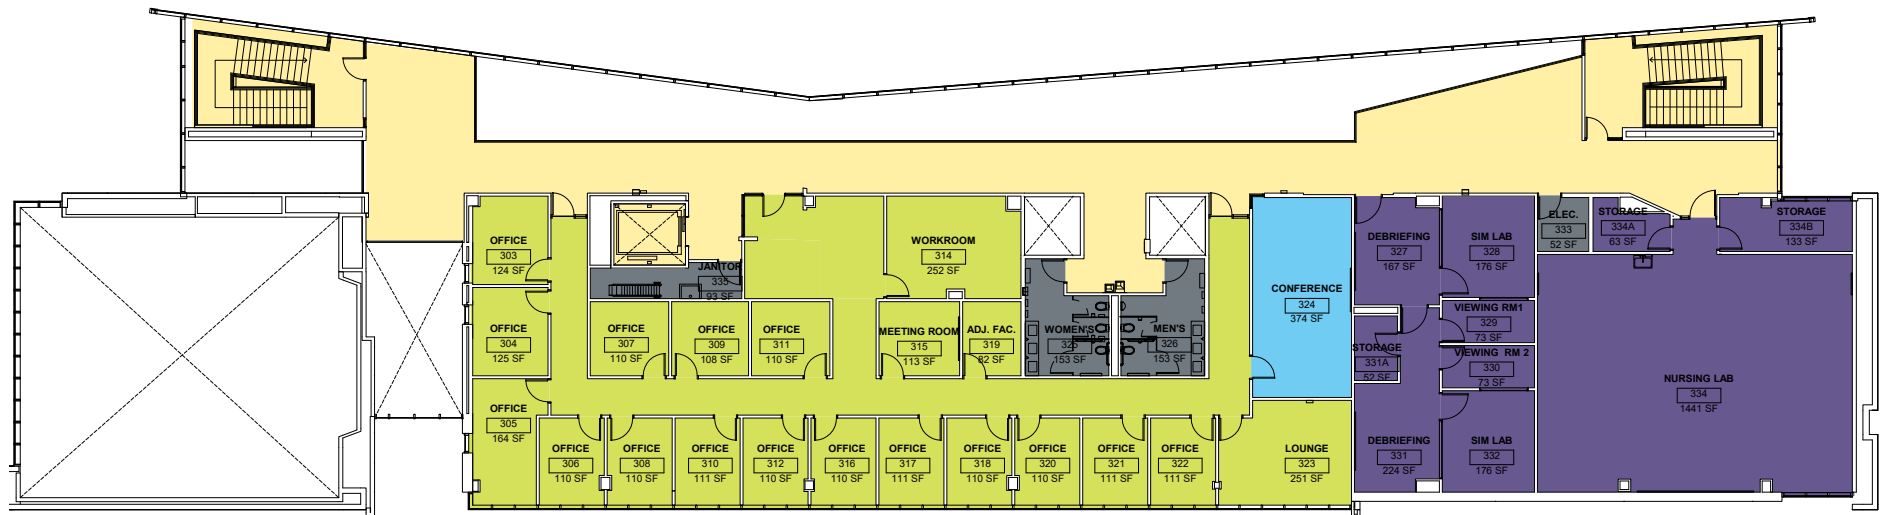 OFFICE
303
124 SF
OFFICE
304
125 SF
OFFICE
305
164 SF
OFFICE
306
110 SF
OFFICE
307
110 SF
OFFICE
308
110 SF
OFFICE
309
108 SF
OFFICE
310
111 SF
OFFICE
311
110 SF
OFFICE
312
110 SF
WORKROOM
314
252 SF
MEETING ROOM
315
113 SF
OFFICE
316
110 SF
OFFICE
317
111 SF
OFFICE
318
110 SF
ADJ. FAC.
319
82 SF
OFFICE
320
110 SF
OFFICE
321
111 SF
OFFICE
322
111 SF
LOUNGE
323
251 SF
CONFERENCE
324
374 SF
WOMEN'S
325
153 SF
MEN'S
326
153 SF
DEBRIEFING
327
167 SF
SIM LAB
328
176 SF
VIEWING RM1
329
73 SF
VIEWING RM 2
330
73 SF
DEBRIEFING
331
224 SF
STORAGE
331A
52 SF
SIM LAB
332
176 SF
ELEC.
333
52 SF
NURSING LAB
334
1441 SF
STORAGE
334A
63 SF
STORAGE
334B
133 SF
JANITOR
335
93 SF